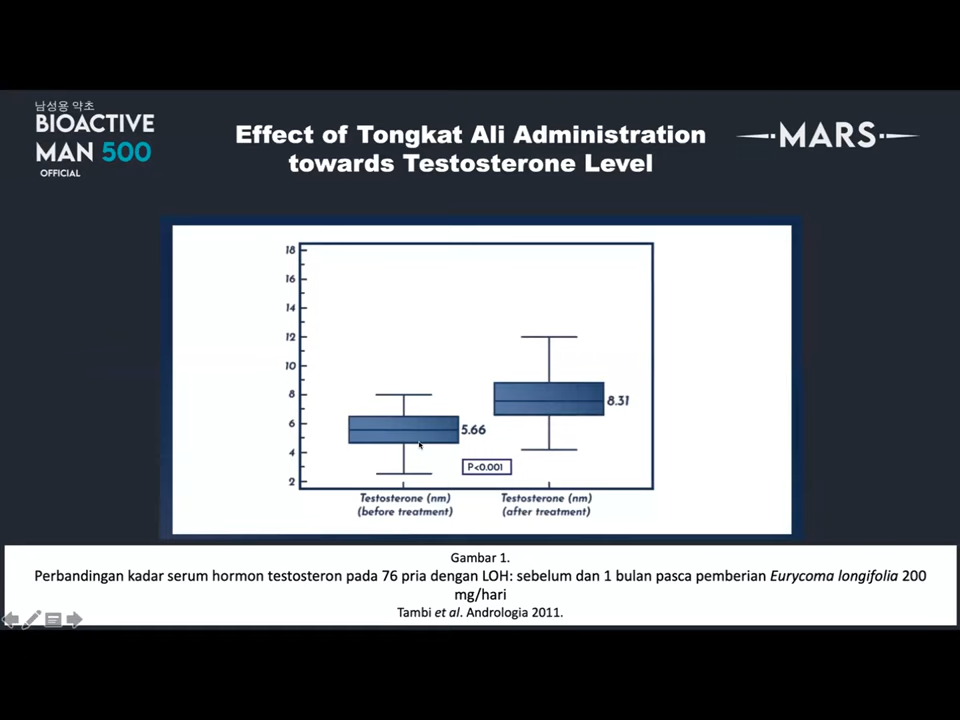 남성용 약초
BIOACTIVE
MAN 500
OFFICIAL
Effect of Tongkat Ali Administration
towards Testosterone Level
MARS
18
16
14
12
10
8
6
4
2
8.31
5.66
P<0.001
Testosterone (nm)
(before treatment)
Testosterone (nm)
(after treatment)
Gambar 1.
Perbandingan kadar serum hormon testosteron pada 76 pria dengan LOH: sebelum dan 1 bulan pasca pemberian Eurycoma longifolia 200
mg/hari
Tambi et al. Andrologia 2011.